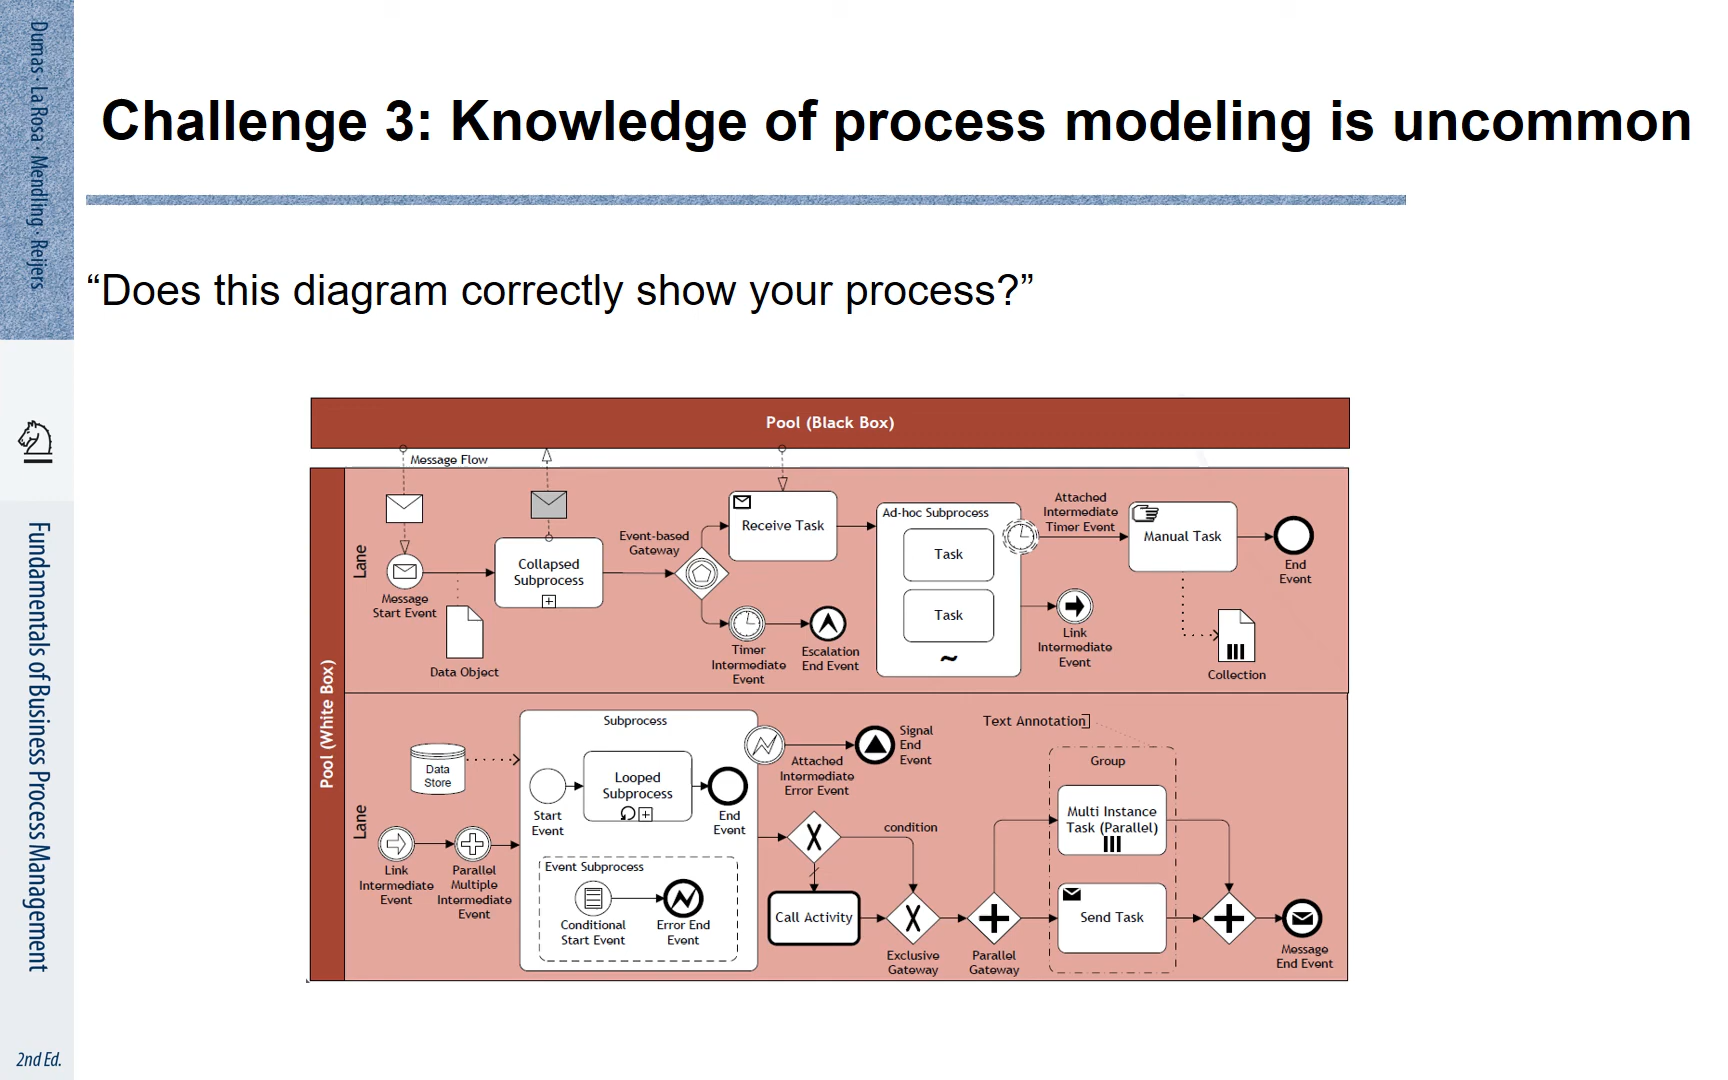 Dumas · La Rosa · Mendling · Reijers
Fundamentals of Business Process Management
2nd Ed.
Challenge 3: Knowledge of process modeling is uncommon
“Does this diagram correctly show your process?”
Pool (Black Box)
Message Flow
Pool (White Box)
Lane
Message
Start Event
Data Object
Collapsed
Subprocess
Event-based
Gateway
Receive Task
Timer
Intermediate
Event
Escalation
End Event
Ad-hoc Subprocess
Task
Task
~
Attached
Intermediate
Timer Event
Link
Intermediate
Event
Manual Task
End
Event
Collection
Lane
Data
Store
Link
Intermediate
Event
Parallel
Multiple
Intermediate
Event
Subprocess
Start
Event
Looped
Subprocess
End
Event
Event Subprocess
Conditional
Start Event
Error End
Event
Attached
Intermediate
Error Event
Signal
End
Event
condition
Call Activity
Exclusive
Gateway
Parallel
Gateway
Text Annotation
Group
Multi Instance
Task (Parallel)
Send Task
Message
End Event